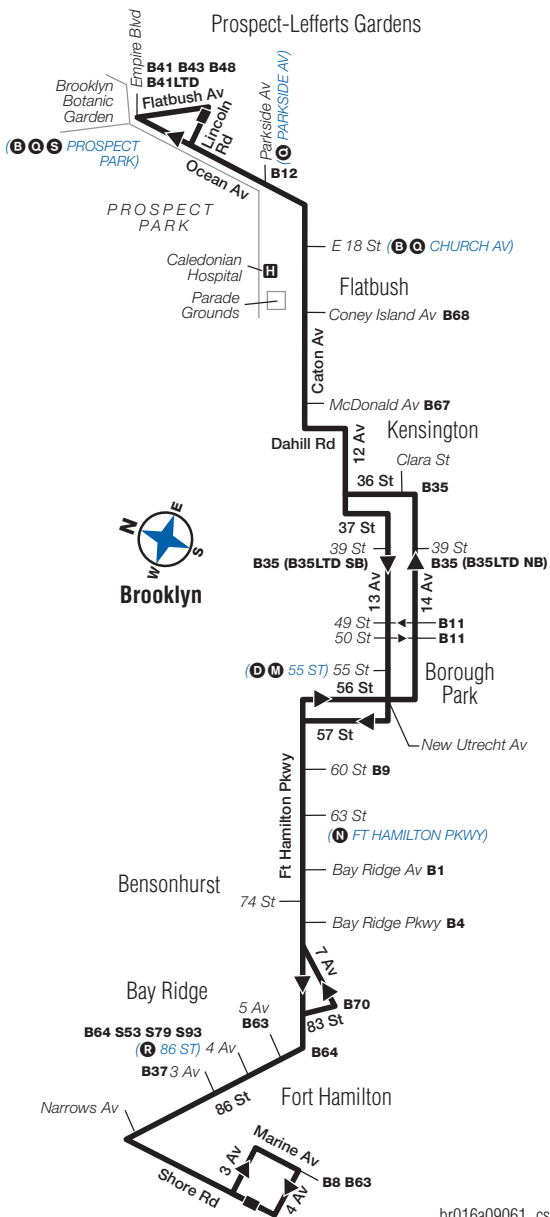 Prospect-Lefferts Gardens
Empire Blvd
B41 B43 B48
B41LTD
Flatbush Av
Lincoln
Rd
Brooklyn
Botanic
Garden
(B Q S PROSPECT
PARK)
Parkside Av
(Q PARKSIDE AV)
B12
Ocean Av
PROSPECT
PARK
E 18 St (B Q CHURCH AV)
Caledonian
Hospital
H
Parade
Grounds
Flatbush
Coney Island Av B68
Caton Av
McDonald Av B67
Dahill Rd
12 Av
Kensington
Clara St
36 St
B35
37 St
N
E
S
W
Brooklyn
39 St
B35 (B35LTD SB)
39 St
B35 (B35LTD NB)
13 Av
14 Av
49 St
B11
50 St
B11
(D M 55 ST) 55 St
Borough
Park
56 St
57 St
New Utrecht Av
Ft Hamilton Pkwy
60 St B9
63 St
(N FT HAMILTON PKWY)
Bay Ridge Av B1
Bensonhurst
74 St
Bay Ridge Pkwy B4
7 Av
B70
83 St
Bay Ridge
5 Av
B63
B64 S53 S79 S93
(R 86 ST) 4 Av
B64
B37 3 Av
86 St
Fort Hamilton
Narrows Av
Marine Av
3 Av
B8 B63
Shore Rd
4 Av
br016a09061_cs